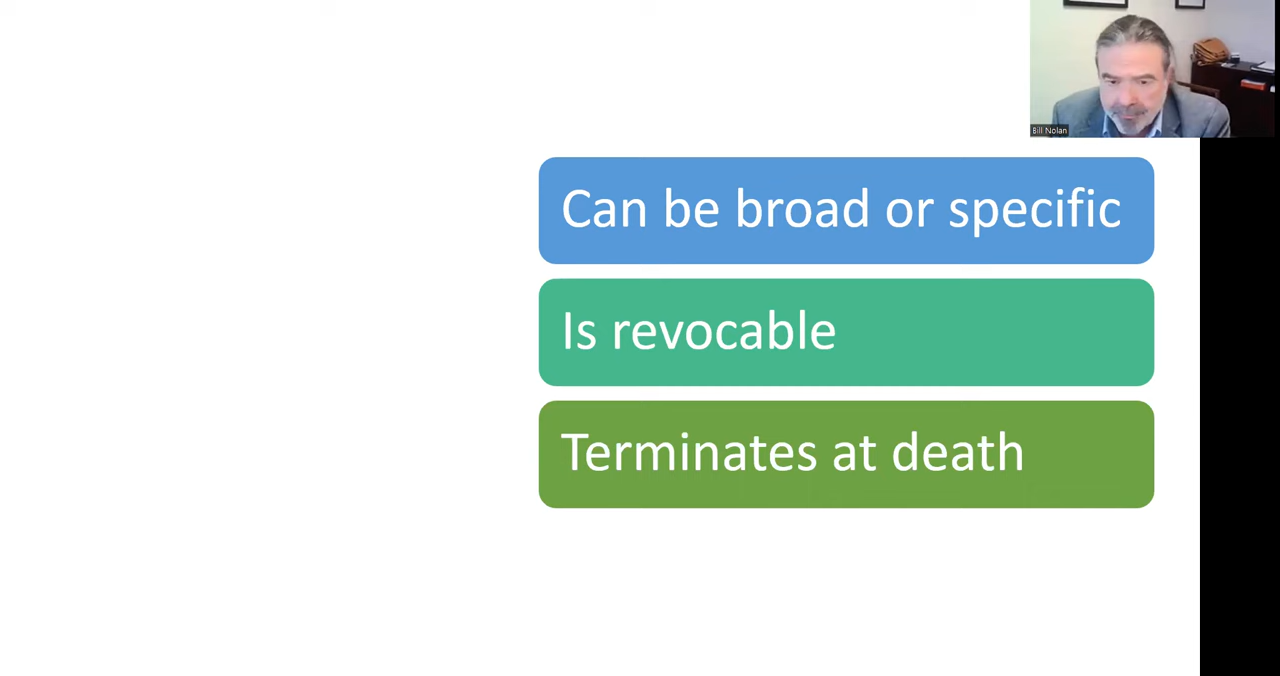 Bill Nolan
Can be broad or specific
Is revocable
Terminates at death